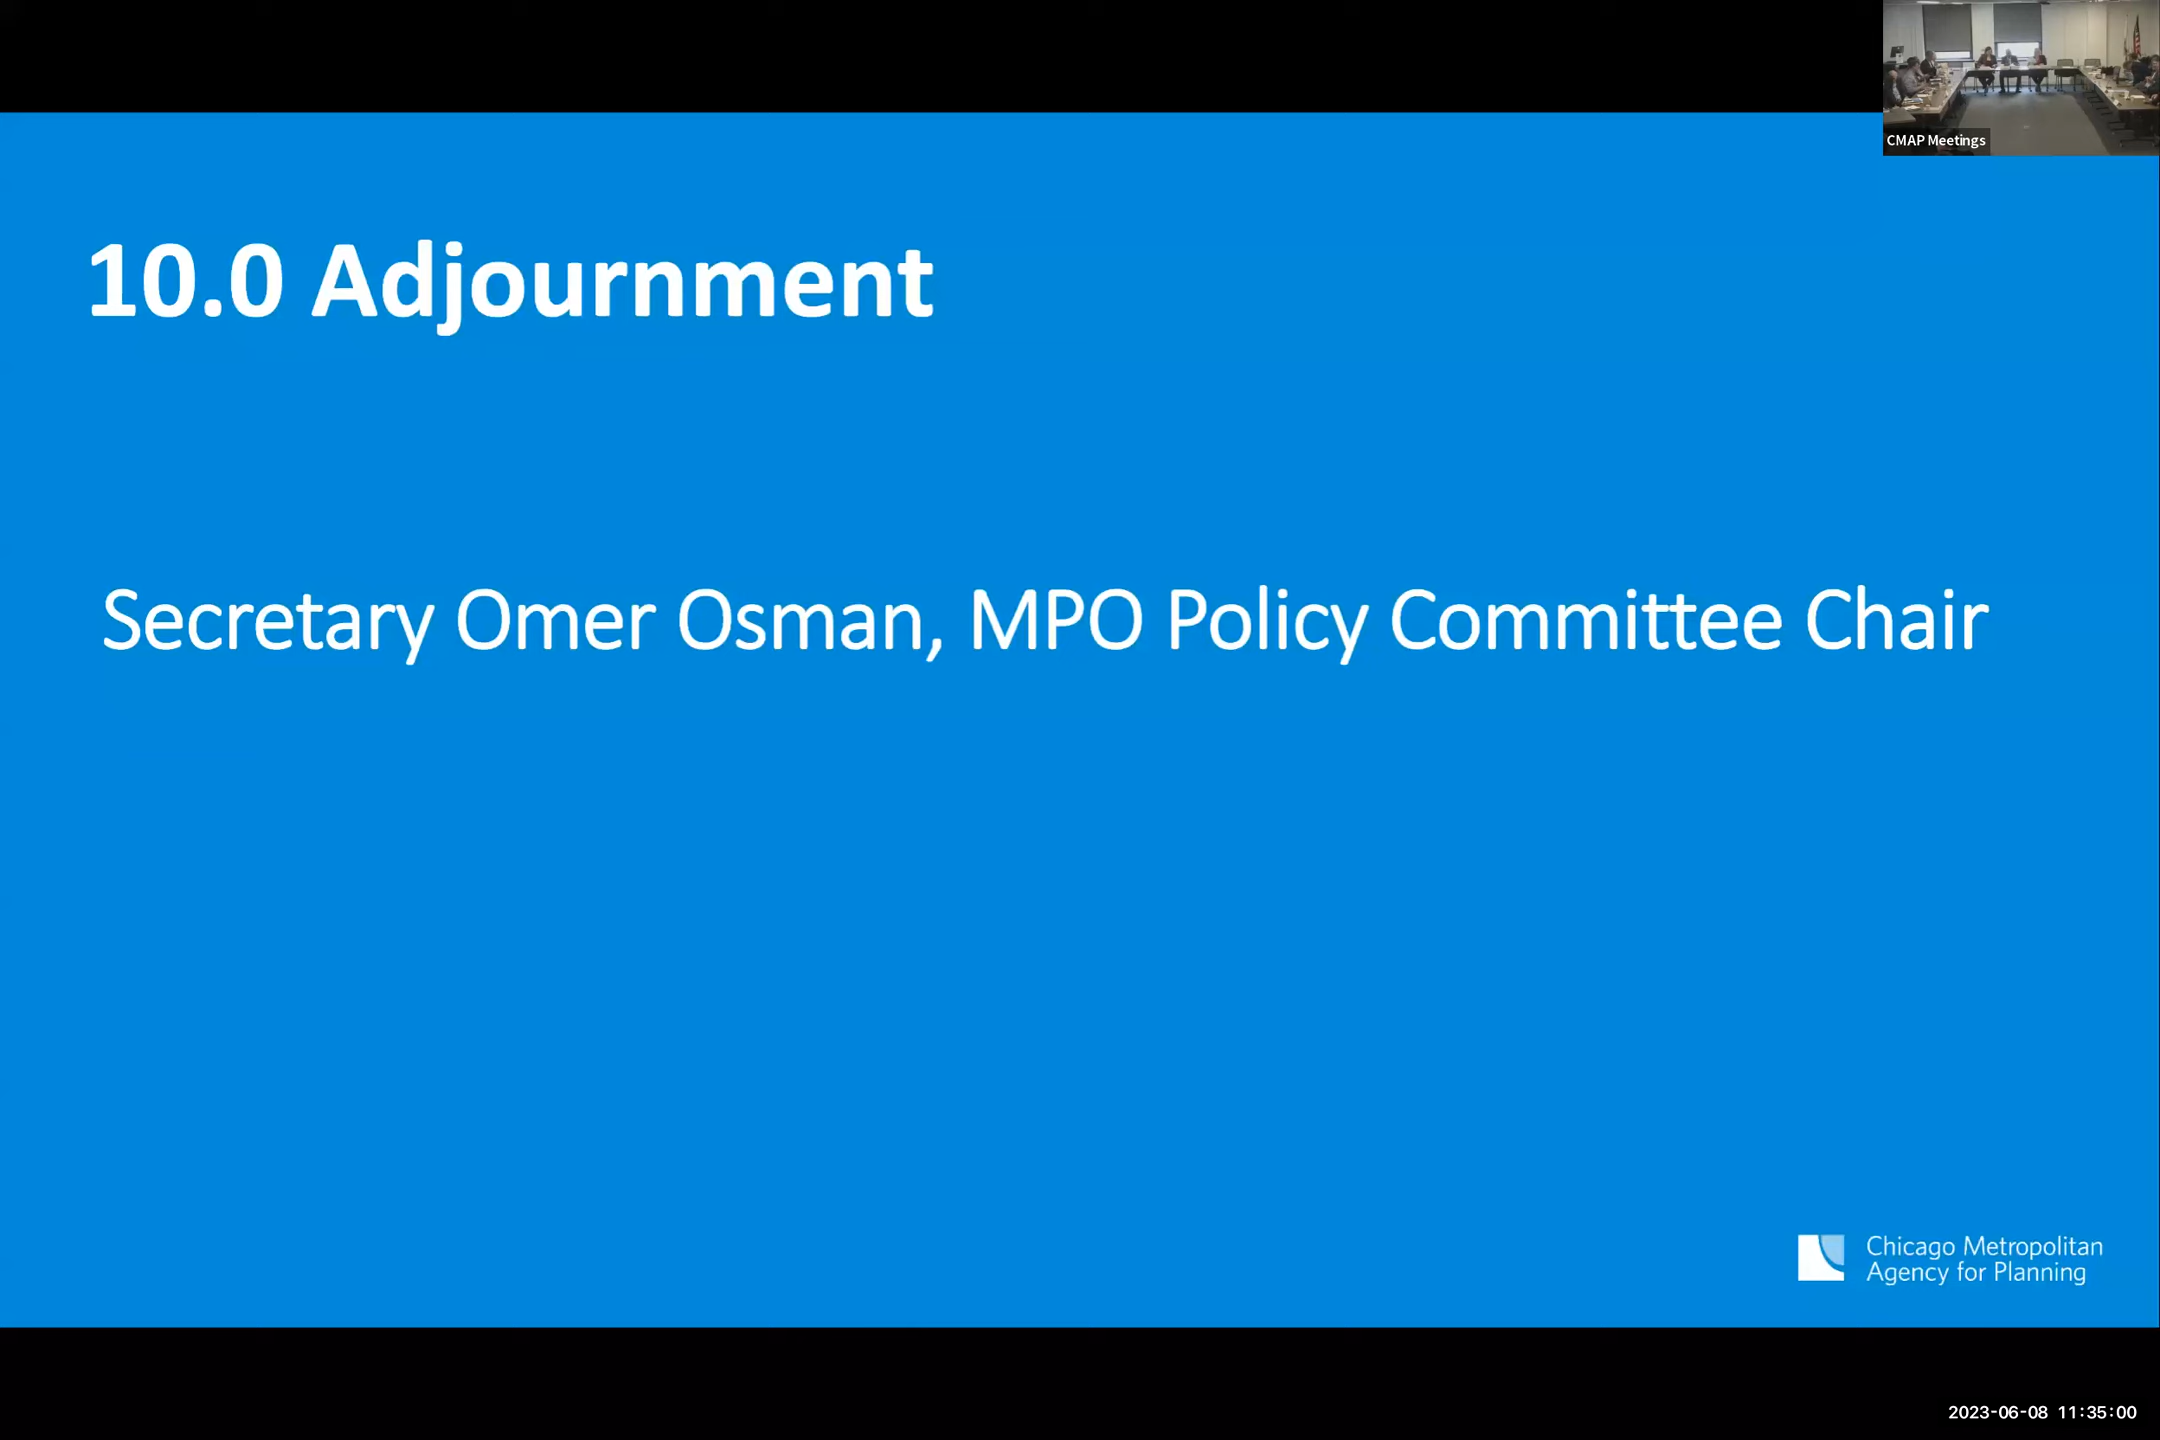 CMAP Meetings
10.0 Adjournment
Secretary Omer Osman, MPO Policy Committee Chair
Chicago Metropolitan
Agency for Planning
2023-06-08 11:35:00